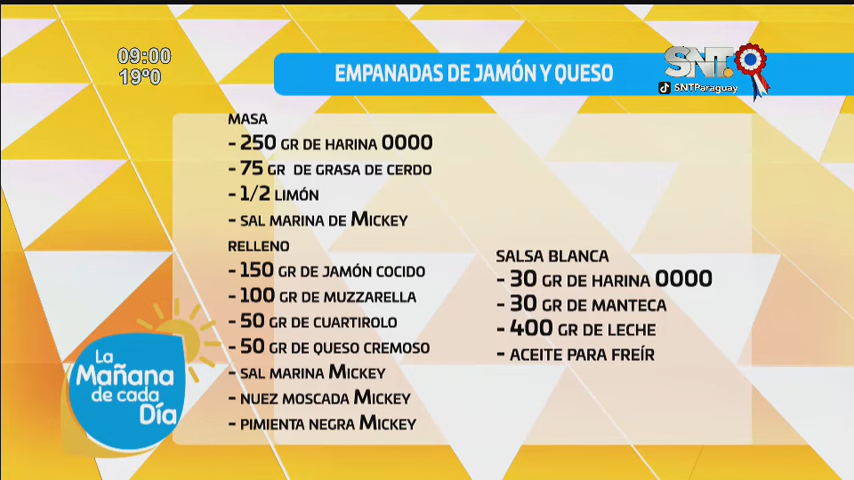 09:00
19º0
EMPANADAS DE JAMÓN Y QUESO
SNT.
SNTParaguay
MASA
- 250 GR DE HARINA 0000
- 75 GR DE GRASA DE CERDO
- 1/2 LIMÓN
- SAL MARINA DE MICKEY
RELLENO
- 150 GR DE JAMÓN COCIDO
- 100 GR DE MUZZARELLA
- 50 GR DE CUARTIROLO
- 50 GR DE QUESO CREMOSO
- SAL MARINA MICKEY
- NUEZ MOSCADA MICKEY
- PIMIENTA NEGRA MICKEY
SALSA BLANCA
- 30 GR DE HARINA 0000
- 30 GR DE MANTECA
- 400 GR DE LECHE
- ACEITE PARA FREÍR
La
Mañana
de cada
Día